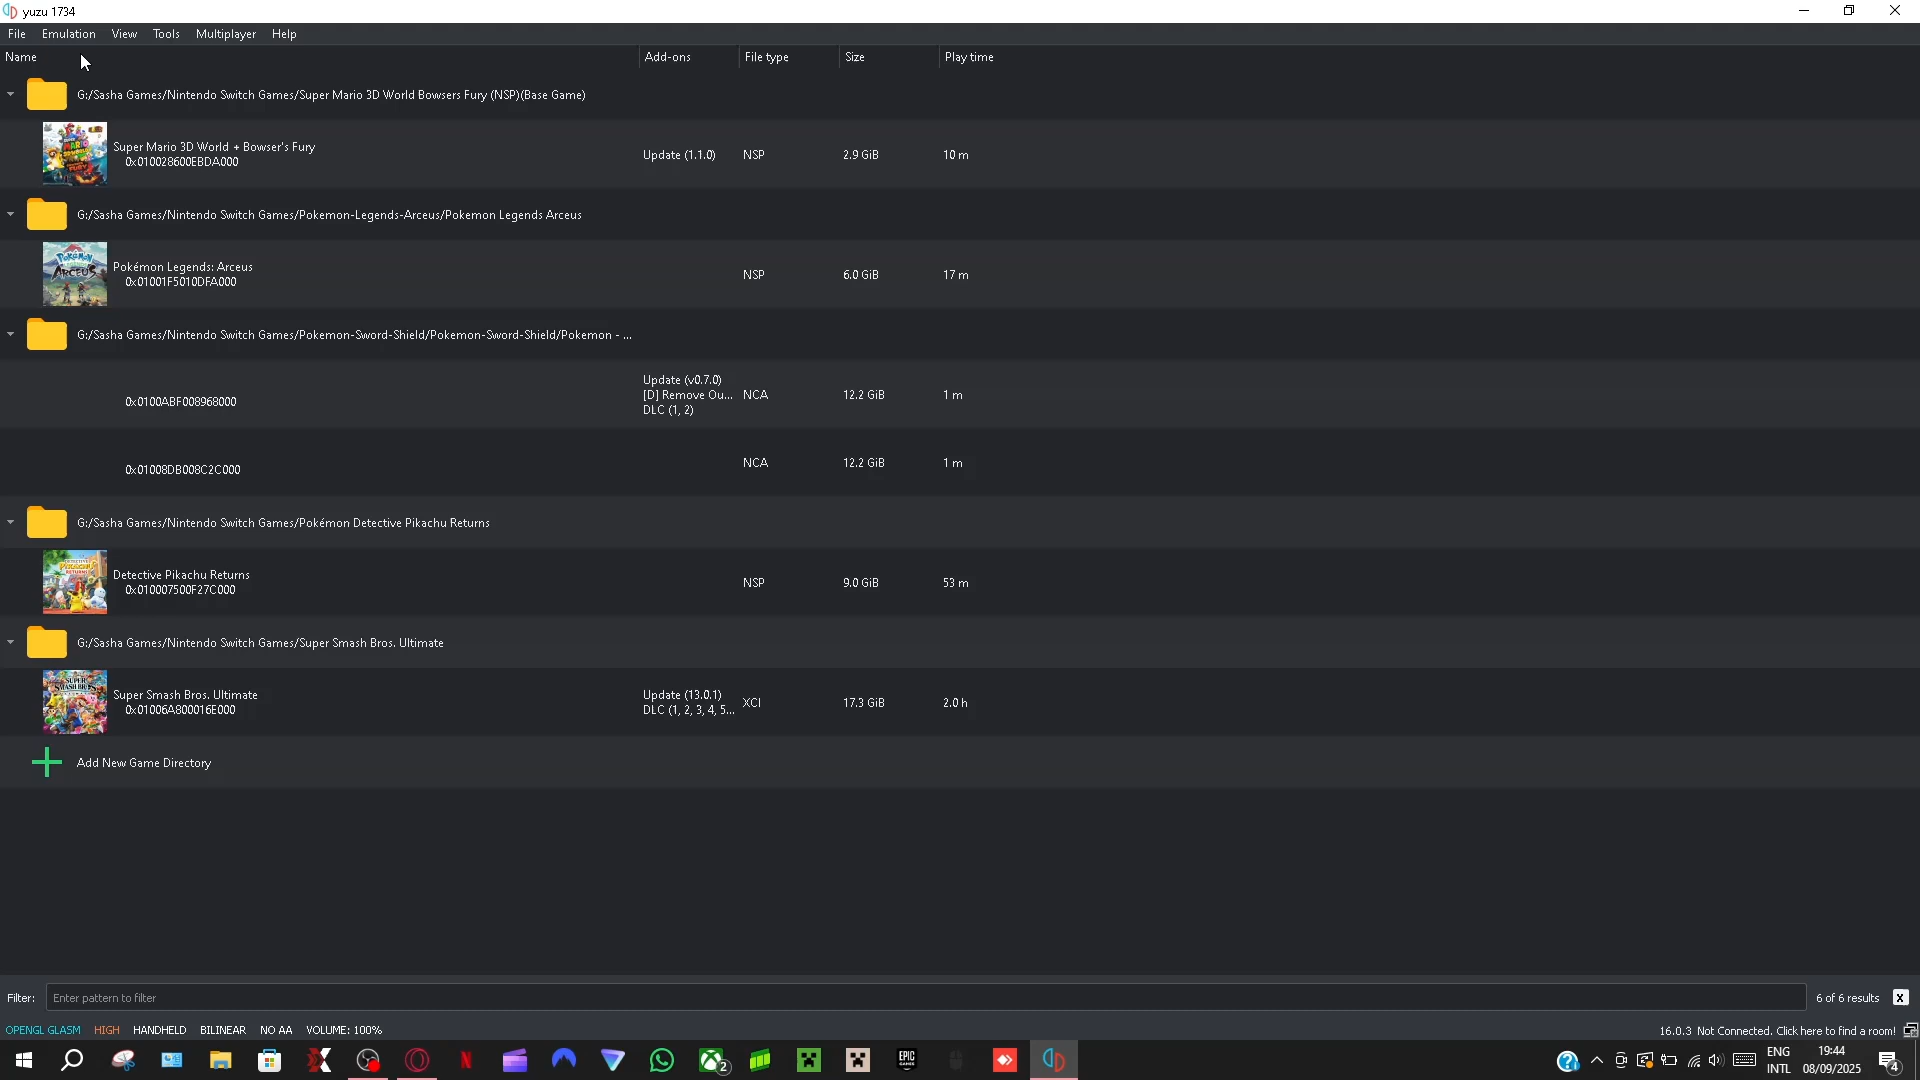 yuzu 1734
File Emulation View Tools Multiplayer Help
Name Add-ons File type Size Play time
G:/Sasha Games/Nintendo Switch Games/Super Mario 3D World Bowsers Fury (NSP)(Base Game)
Super Mario 3D World + Bowser's Fury
0x010028600EBDA000
Update (1.1.0) NSP 2.9 GiB 10 m
G:/Sasha Games/Nintendo Switch Games/Pokemon-Legends-Arceus/Pokemon Legends Arceus
Pokémon Legends: Arceus
0x01001F5010DFA000
NSP 6.0 GiB 17 m
G:/Sasha Games/Nintendo Switch Games/Pokemon-Sword-Shield/Pokemon-Sword-Shield/Pokemon - ...
0x0100ABF008968000
Update (v0.7.0)
[D] Remove Ou...
DLC (1, 2)
NCA 12.2 GiB 1 m
0x01008DB008C2C000
NCA 12.2 GiB 1 m
G:/Sasha Games/Nintendo Switch Games/Pokémon Detective Pikachu Returns
Detective Pikachu Returns
0x010007500F27C000
NSP 9.0 GiB 53 m
G:/Sasha Games/Nintendo Switch Games/Super Smash Bros. Ultimate
Super Smash Bros. Ultimate
0x01006A800016E000
Update (13.0.1)
DLC (1, 2, 3, 4, 5...
XCI 17.3 GiB 2.0 h
Add New Game Directory
Filter: Enter pattern to filter 6 of 6 results X
OPENGL GLASM HIGH HANDHELD BILINEAR NO AA VOLUME: 100% 16.0.3 Not Connected. Click here to find a room!
2
EPIC GAMES
ENG
INTL
19:44
08/09/2025
4